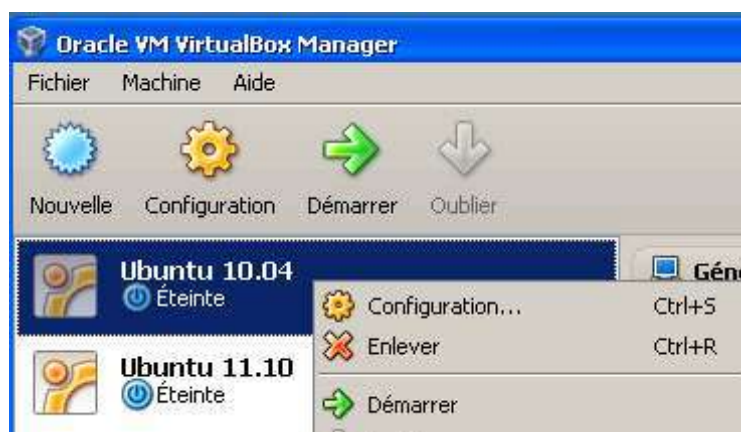 Oracle VM VirtualBox Manager
Fichier Machine Aide
Nouvelle Configuration Démarrer Oublier
Ubuntu 10.04
Éteinte
Ubuntu 11.10
Éteinte
Configuration... Ctrl+S
Enlever Ctrl+R
Démarrer